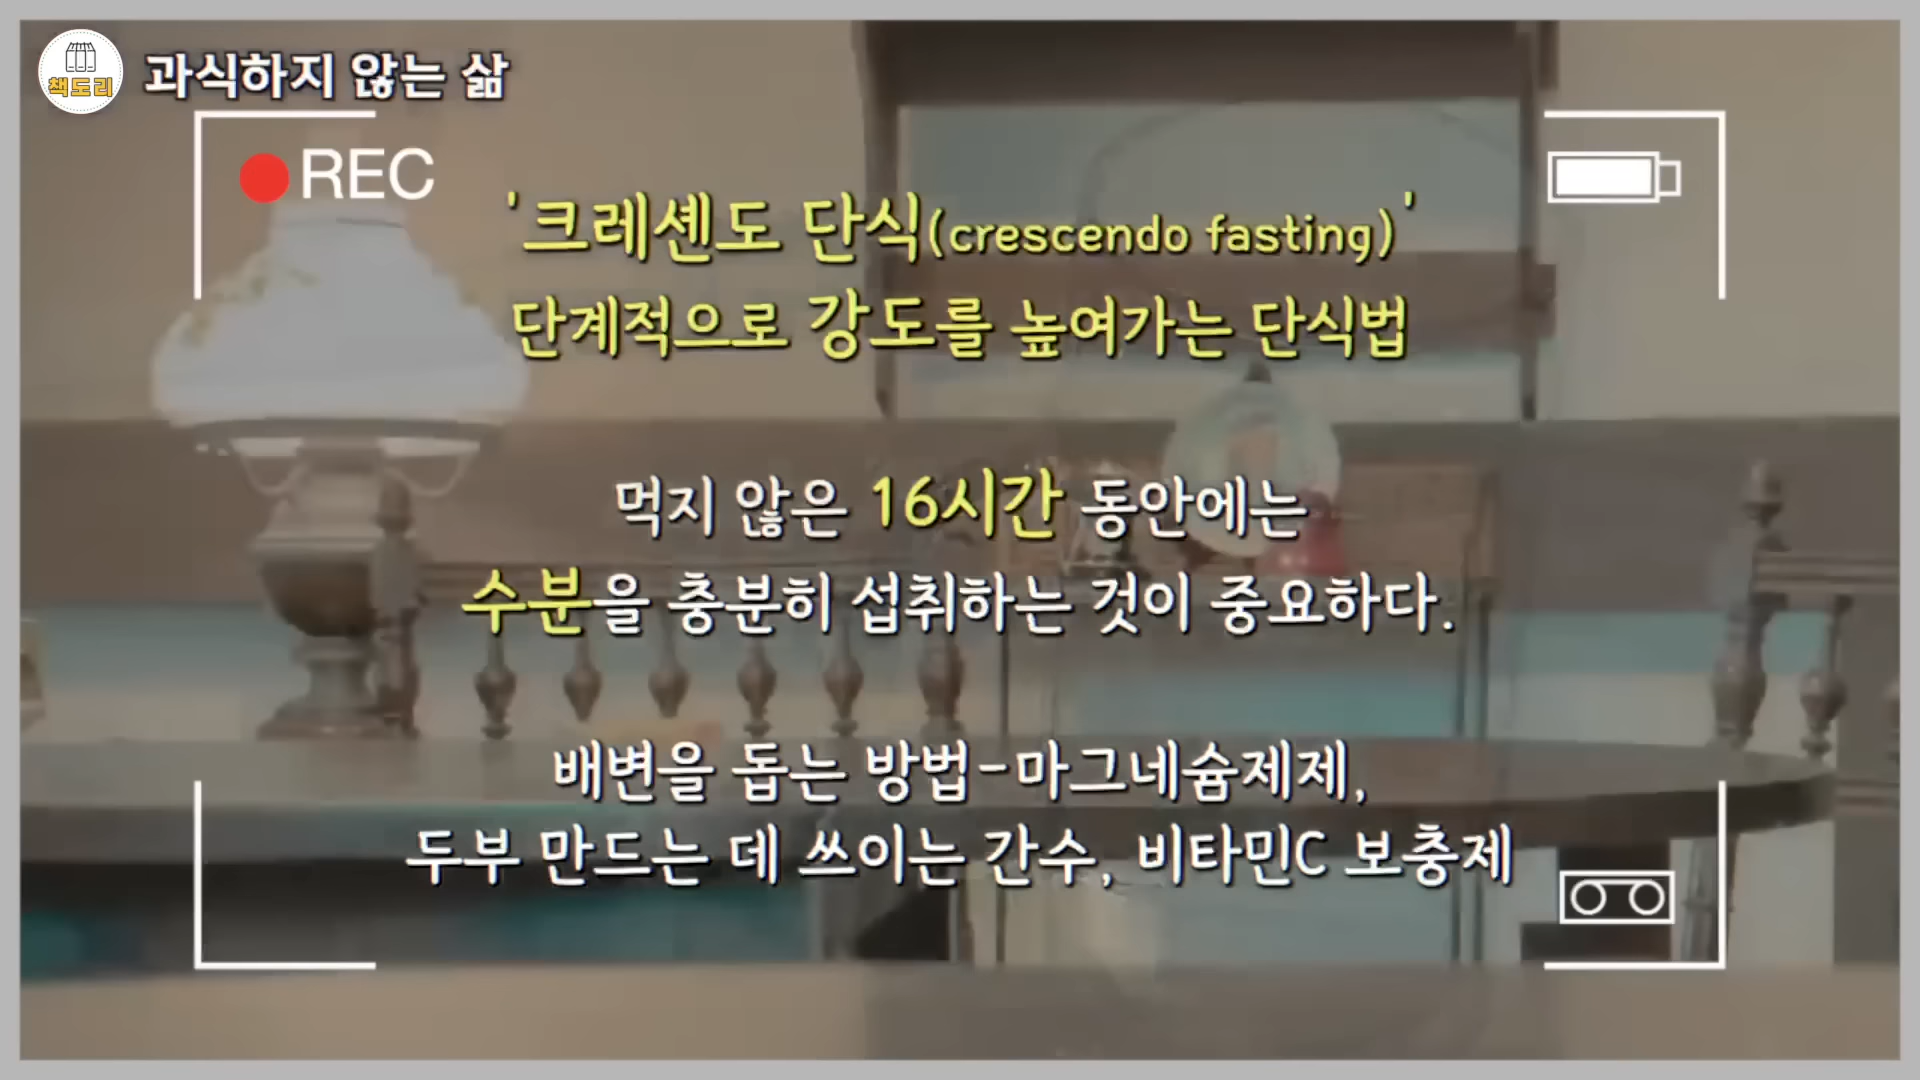 책도리
과식하지 않는 삶
REC
'크레센도 단식(crescendo fasting)'
단계적으로 강도를 높여가는 단식법
먹지 않은 16시간 동안에는
수분을 충분히 섭취하는 것이 중요하다.
배변을 돕는 방법-마그네슘제제,
두부 만드는 데 쓰이는 간수, 비타민C 보충제